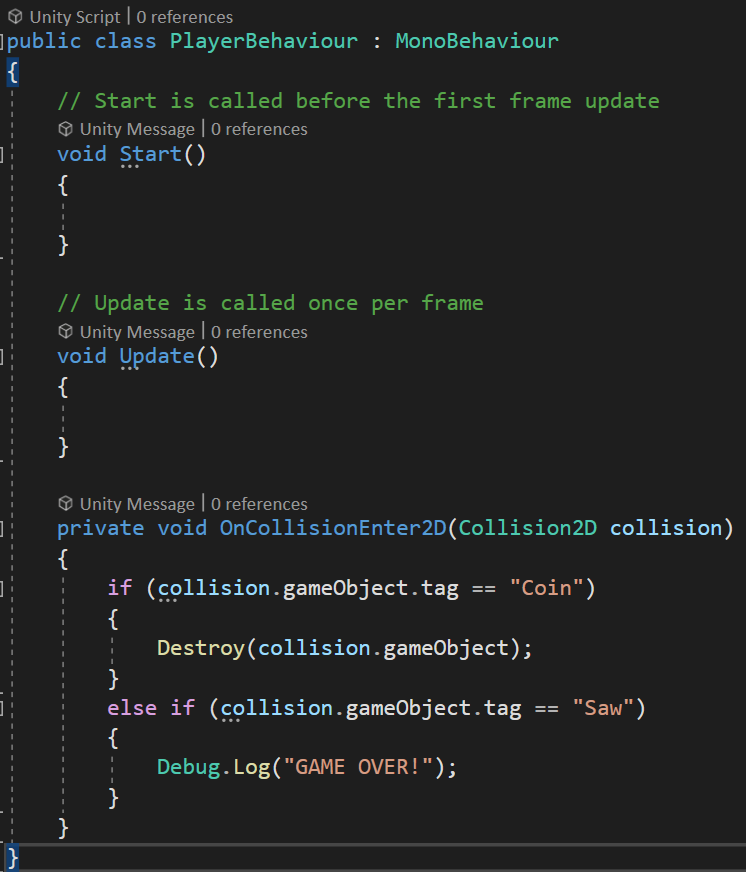 Unity Script | 0 references
public class PlayerBehaviour : MonoBehaviour
{
// Start is called before the first frame update
Unity Message | 0 references
void Start()
{
}
// Update is called once per frame
Unity Message | 0 references
void Update()
{
}
Unity Message | 0 references
private void OnCollisionEnter2D(Collision2D collision)
{
if (collision.gameObject.tag == "Coin")
{
Destroy(collision.gameObject);
}
else if (collision.gameObject.tag == "Saw")
{
Debug.Log("GAME OVER!");
}
}
}